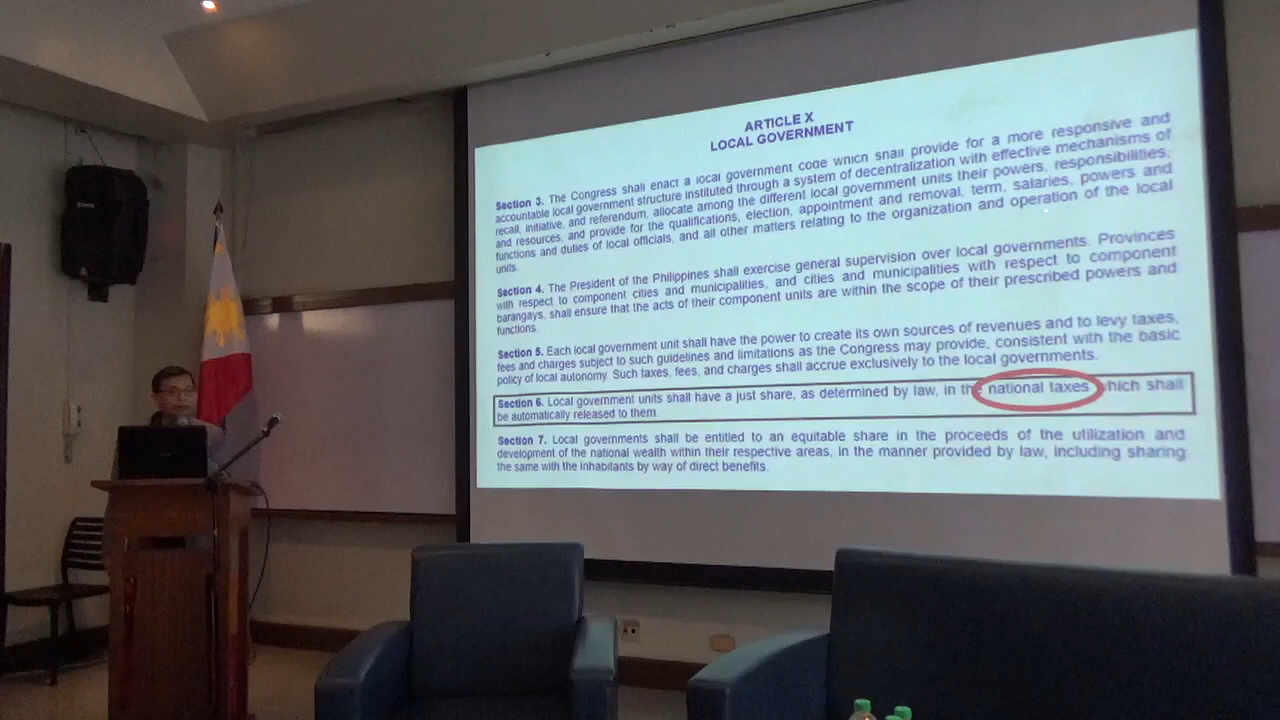 ARTICLE X
LOCAL GOVERNMENT
Section 3. The Congress shall enact a local government code which shall provide for a more responsive and
accountable local government structure instituted through a system of decentralization with effective mechanisms of
recall, initiative, and referendum, allocate among the different local government units their powers, responsibilities,
and resources, and provide for the qualifications, election, appointment and removal, term, salaries, powers and
functions and duties of local officials, and all other matters relating to the organization and operation of the local
units.
Section 4. The President of the Philippines shall exercise general supervision over local governments. Provinces
with respect to component cities and municipalities, and cities and municipalities with respect to component
barangays, shall ensure that the acts of their component units are within the scope of their prescribed powers and
functions.
Section 5. Each local government unit shall have the power to create its own sources of revenues and to levy taxes,
fees and charges subject to such guidelines and limitations as the Congress may provide, consistent with the basic
policy of local autonomy. Such taxes, fees, and charges shall accrue exclusively to the local governments.
Section 6. Local government units shall have a just share, as determined by law, in the national taxes which shall
be automatically released to them.
Section 7. Local governments shall be entitled to an equitable share in the proceeds of the utilization and
development of the national wealth within their respective areas, in the manner provided by law, including sharing
the same with the inhabitants by way of direct benefits.